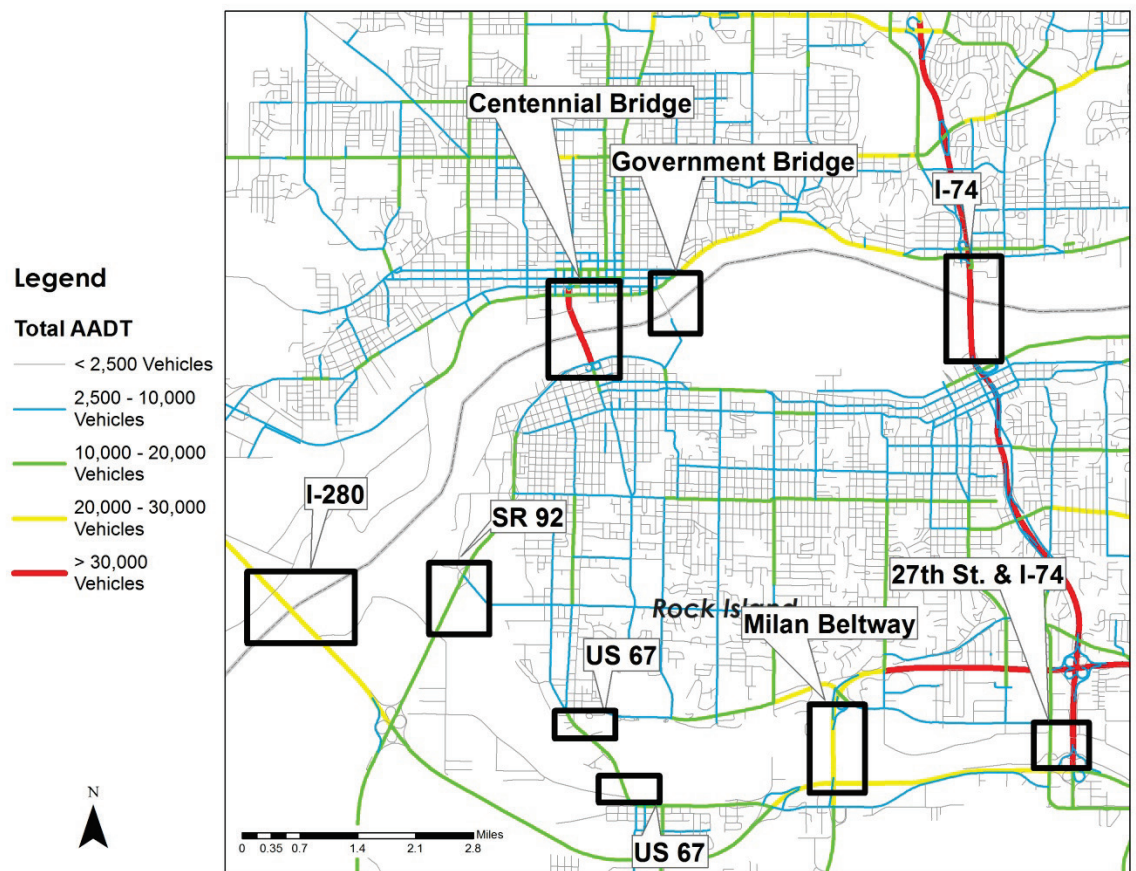 Centennial Bridge
Government Bridge
I-74
Legend
Total AADT
< 2,500 Vehicles
2,500 - 10,000
Vehicles
10,000 - 20,000
Vehicles
20,000 - 30,000
Vehicles
> 30,000
Vehicles
I-280
SR 92
27th St. & I-74
Rock Island
Milan Beltway
US 67
US 67
N
Miles
0 0.35 0.7 1.4 2.1 2.8